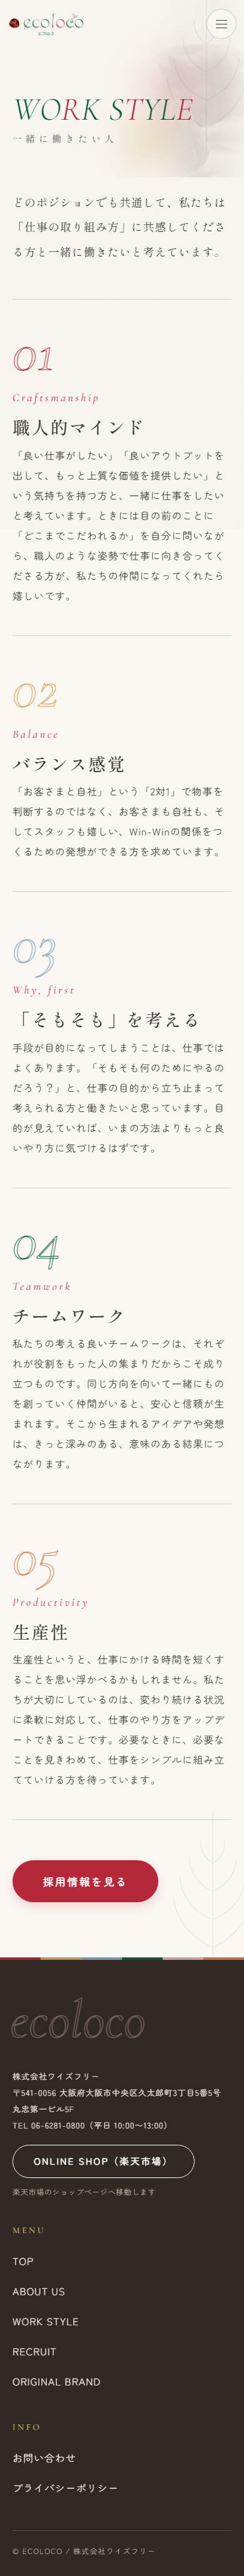 ecoloco
WORK STYLE
一緒に働きたい人
どのポジションでも共通して、私たちは
「仕事の取り組み方」に共感してくださ
る方と一緒に働きたいと考えています。
01
Craftsmanship
職人的マインド
「良い仕事がしたい」「良いアウトプットを
出して、もっと上質な価値を提供したい」と
いう気持ちを持つ方と、一緒に仕事をしたい
と考えています。ときには目の前のことに
「どこまでこだわれるか」を自分に問いなが
ら、職人のような姿勢で仕事に向き合ってく
ださる方が、私たちの仲間になってくれたら
嬉しいです。
02
Balance
バランス感覚
「お客さまと自社」という「2対1」で物事を
判断するのではなく、お客さまも自社も、そ
してスタッフも嬉しい、Win-Winの関係をつ
くるための発想ができる方を求めています。
03
Why, first
「そもそも」を考える
手段が目的になってしまうことは、仕事では
よくあります。「そもそも何のためにやるの
だろう？」と、仕事の目的から立ち止まって
考えられる方と働きたいと思っています。目
的が見えていれば、いまの方法よりもっと良
いやり方に気づけるはずです。
04
Teamwork
チームワーク
私たちの考える良いチームワークは、それぞ
れが役割をもった人の集まりだからこそ成り
立つものです。同じ方向を向いて一緒にもの
を創っていく仲間がいると、安心と信頼が生
まれます。そこから生まれるアイデアや発想
は、きっと深みのある、意味のある結果につ
ながります。
05
Productivity
生産性
生産性というと、仕事にかける時間を短くす
ることを思い浮かべるかもしれません。私た
ちが大切にしているのは、変わり続ける状況
に柔軟に対応して、仕事のやり方をアップデ
ートできることです。必要なときに、必要な
ことを見きわめて、仕事をシンプルに組み立
てていける方を待っています。
採用情報を見る
ecoloco
株式会社ワイズフリー
〒541-0056 大阪府大阪市中央区久太郎町3丁目5番5号
丸忠第一ビル5F
TEL 06-6281-0800（平日 10:00〜13:00）
ONLINE SHOP（楽天市場）
楽天市場のショップページへ移動します
MENU
TOP
ABOUT US
WORK STYLE
RECRUIT
ORIGINAL BRAND
INFO
お問い合わせ
プライバシーポリシー
© ECOLOCO / 株式会社ワイズフリー